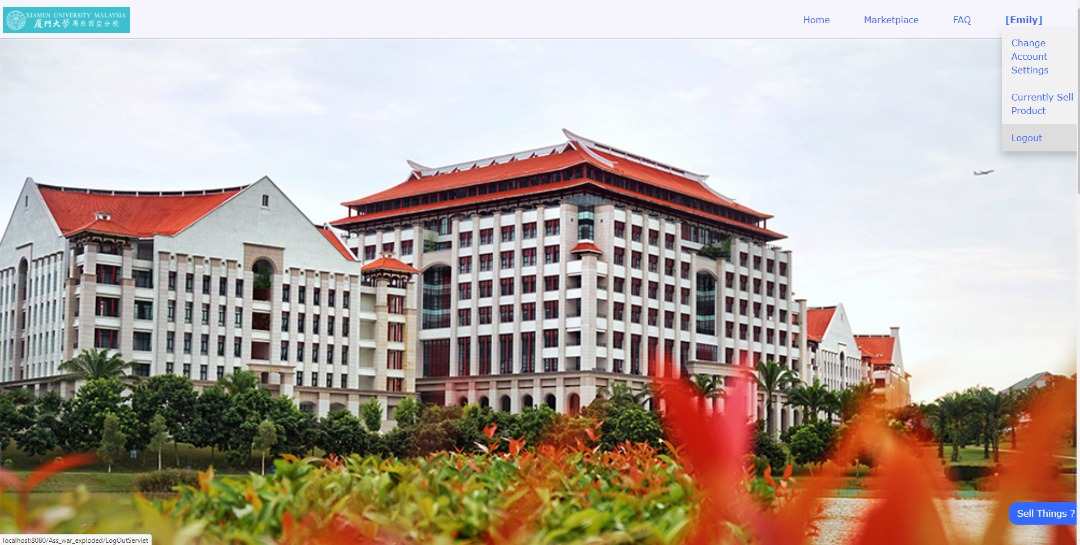 XIAMEN UNIVERSITY MALAYSIA
厦門大學 馬來西亞分校
Home
Marketplace
FAQ
[Emily]
Change
Account
Settings
Currently Sell
Product
Logout
Sell Things ?
localhost:8080/Ass_war_exploded/LogOutServlet